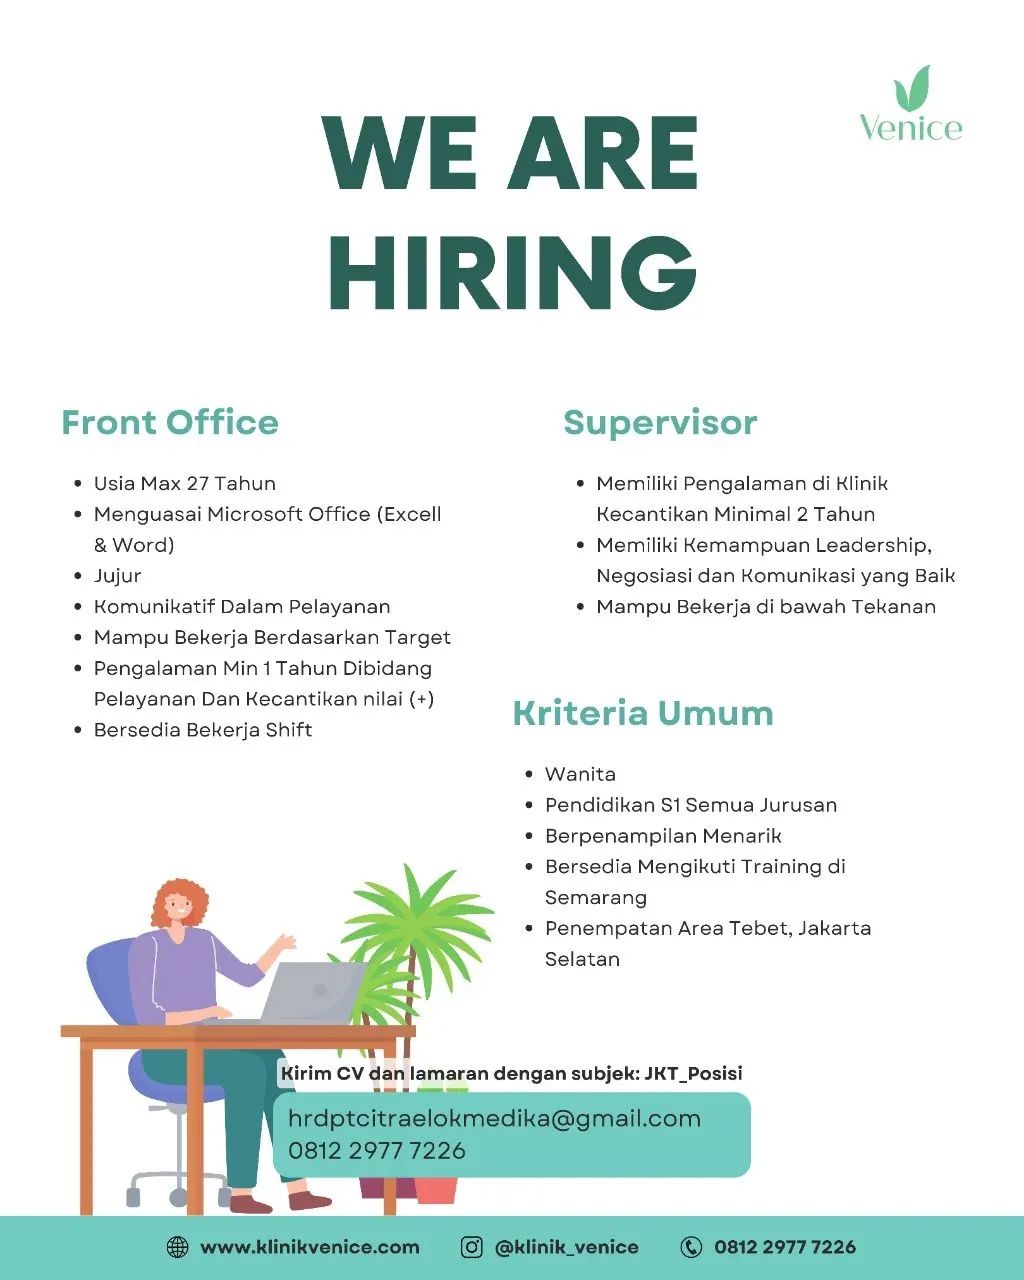 Venice
WE ARE
HIRING
Front Office
• Usia Max 27 Tahun
• Menguasai Microsoft Office (Excell
& Word)
• Jujur
• Komunikatif Dalam Pelayanan
• Mampu Bekerja Berdasarkan Target
• Pengalaman Min 1 Tahun Dibidang
Pelayanan Dan Kecantikan nilai (+)
• Bersedia Bekerja Shift
Supervisor
• Memiliki Pengalaman di Klinik
Kecantikan Minimal 2 Tahun
• Memiliki Kemampuan Leadership,
Negosiasi dan Komunikasi yang Baik
• Mampu Bekerja di bawah Tekanan
Kriteria Umum
• Wanita
• Pendidikan S1 Semua Jurusan
• Berpenampilan Menarik
• Bersedia Mengikuti Training di
Semarang
• Penempatan Area Tebet, Jakarta
Selatan
Kirim CV dan lamaran dengan subjek: JKT_Posisi
hrdptcitraelokmedika@gmail.com
0812 2977 7226
www.klinikvenice.com @klinik_venice 0812 2977 7226